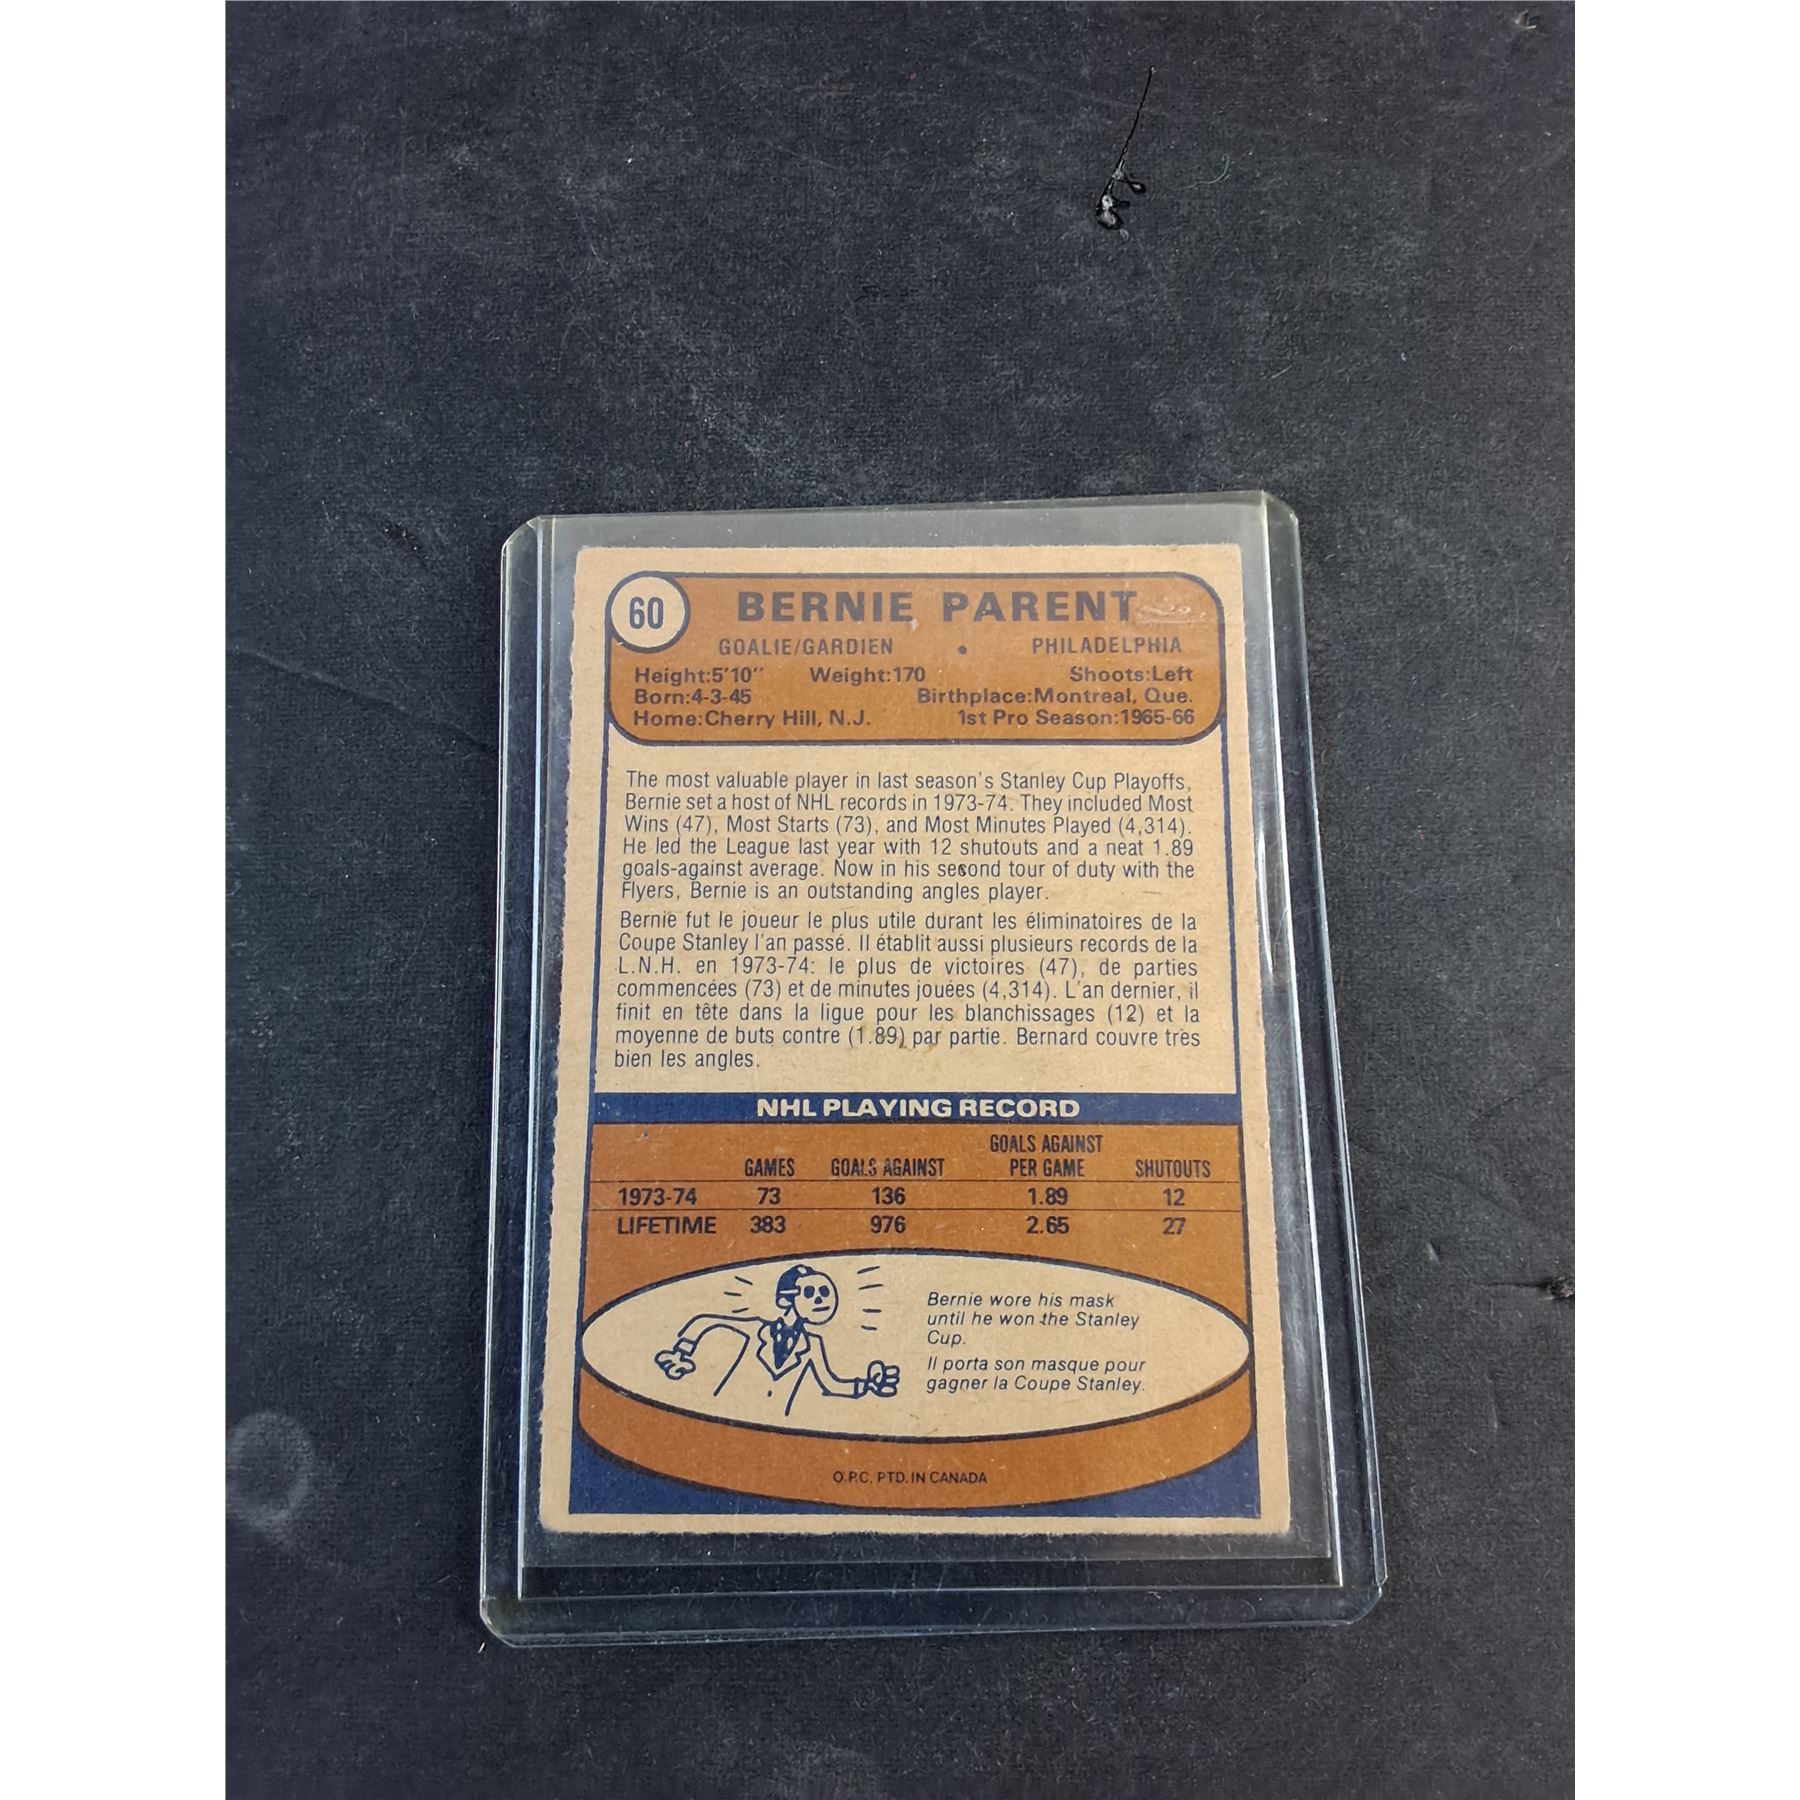 60
BERNIE PARENT
GOALIE/GARDIEN • PHILADELPHIA
Height:5'10" Weight:170 Shoots:Left
Born:4-3-45 Birthplace:Montreal, Que.
Home:Cherry Hill, N.J. 1st Pro Season:1965-66
The most valuable player in last season's Stanley Cup Playoffs,
Bernie set a host of NHL records in 1973-74. They included Most
Wins (47), Most Starts (73), and Most Minutes Played (4,314).
He led the League last year with 12 shutouts and a neat 1.89
goals-against average. Now in his second tour of duty with the
Flyers, Bernie is an outstanding angles player.
Bernie fut le joueur le plus utile durant les éliminatoires de la
Coupe Stanley l'an passé. Il établit aussi plusieurs records de la
L.N.H. en 1973-74: le plus de victoires (47), de parties
commencées (73) et de minutes jouées (4,314). L'an dernier, il
finit en tête dans la ligue pour les blanchissages (12) et la
moyenne de buts contre (1.89) par partie. Bernard couvre très
bien les angles.
NHL PLAYING RECORD
GAMES GOALS AGAINST GOALS AGAINST PER GAME SHUTOUTS
1973-74 73 136 1.89 12
LIFETIME 383 976 2.65 27
Bernie wore his mask
until he won the Stanley
Cup.
Il porta son masque pour
gagner la Coupe Stanley.
O.P.C. PTD. IN CANADA